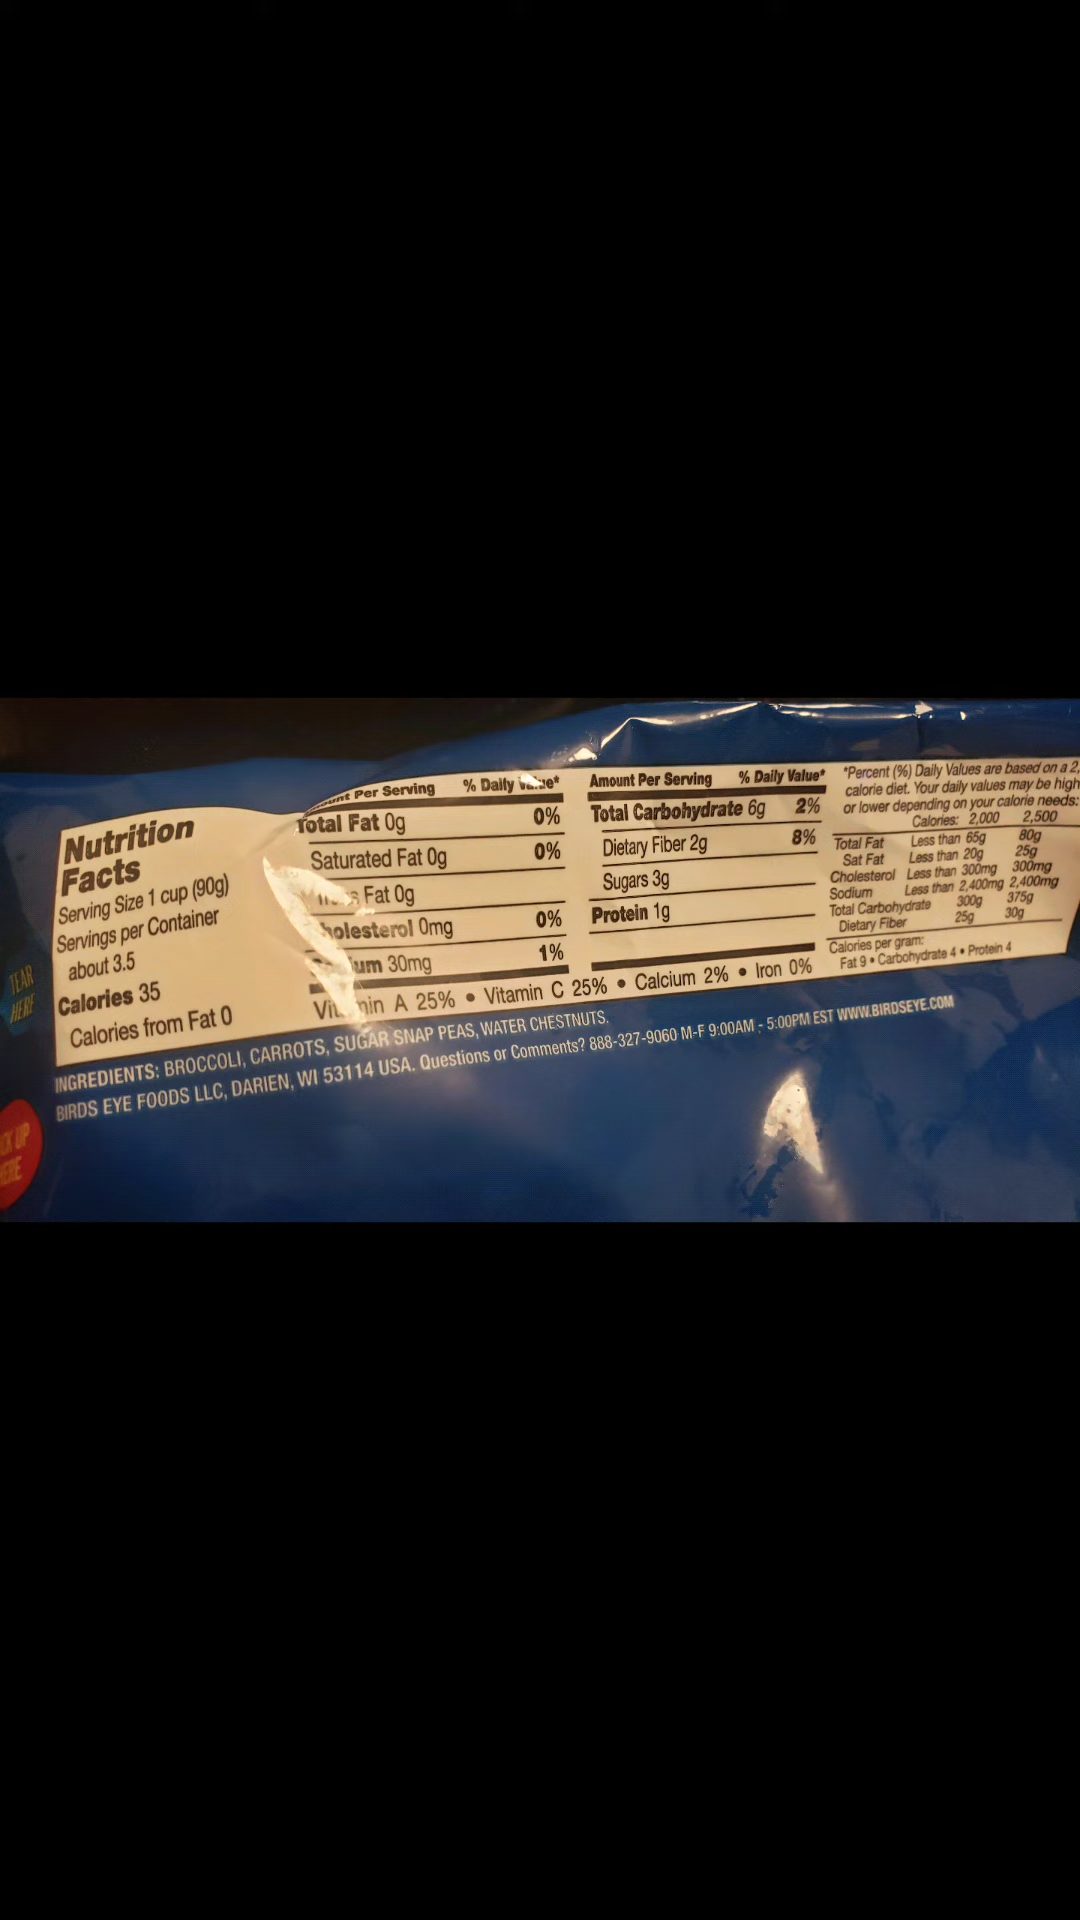 Nutrition
Facts
Serving Size 1 cup (90g)
Servings per Container
about 3.5
Calories 35
Calories from Fat 0
Per Serving % Daily
Total Fat 0g 0%
Saturated Fat 0g 0%
Fat 0g
holesterol 0mg 0%
um 30mg 1%
Amount Per Serving % Daily Value*
Total Carbohydrate 6g 2%
Dietary Fiber 2g 8%
Sugars 3g
Protein 1g
Vitamin A 25% • Vitamin C 25% • Calcium 2% • Iron 0%
*Percent (%) Daily Values are based on a 2,
calorie diet. Your daily values may be high
or lower depending on your calorie needs:
Calories: 2,000 2,500
Total Fat Less than 65g 80g
Sat Fat Less than 20g 25g
Cholesterol Less than 300mg 300mg
Sodium Less than 2,400mg 2,400mg
Total Carbohydrate 300g 375g
Dietary Fiber 25g 30g
Calories per gram:
Fat 9 • Carbohydrate 4 • Protein 4
INGREDIENTS: BROCCOLI, CARROTS, SUGAR SNAP PEAS, WATER CHESTNUTS.
BIRDS EYE FOODS LLC, DARIEN, WI 53114 USA. Questions or Comments? 888-327-9060 M-F 9:00AM - 5:00PM EST WWW.BIRDSEYE.COM
TEAR
HERE
CK UP
HERE